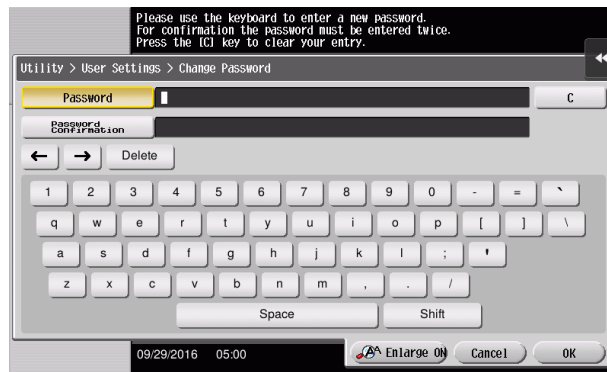 Please use the keyboard to enter a new password.
For confirmation the password must be entered twice.
Press the [C] key to clear your entry.
Utility > User Settings > Change Password
Password
C
Password
Confirmation
← → Delete
1 2 3 4 5 6 7 8 9 0 - = `
q w e r t y u i o p [ ] \
a s d f g h j k l ; '
z x c v b n m , . /
Space Shift
09/29/2016 05:00
AA Enlarge ON Cancel OK